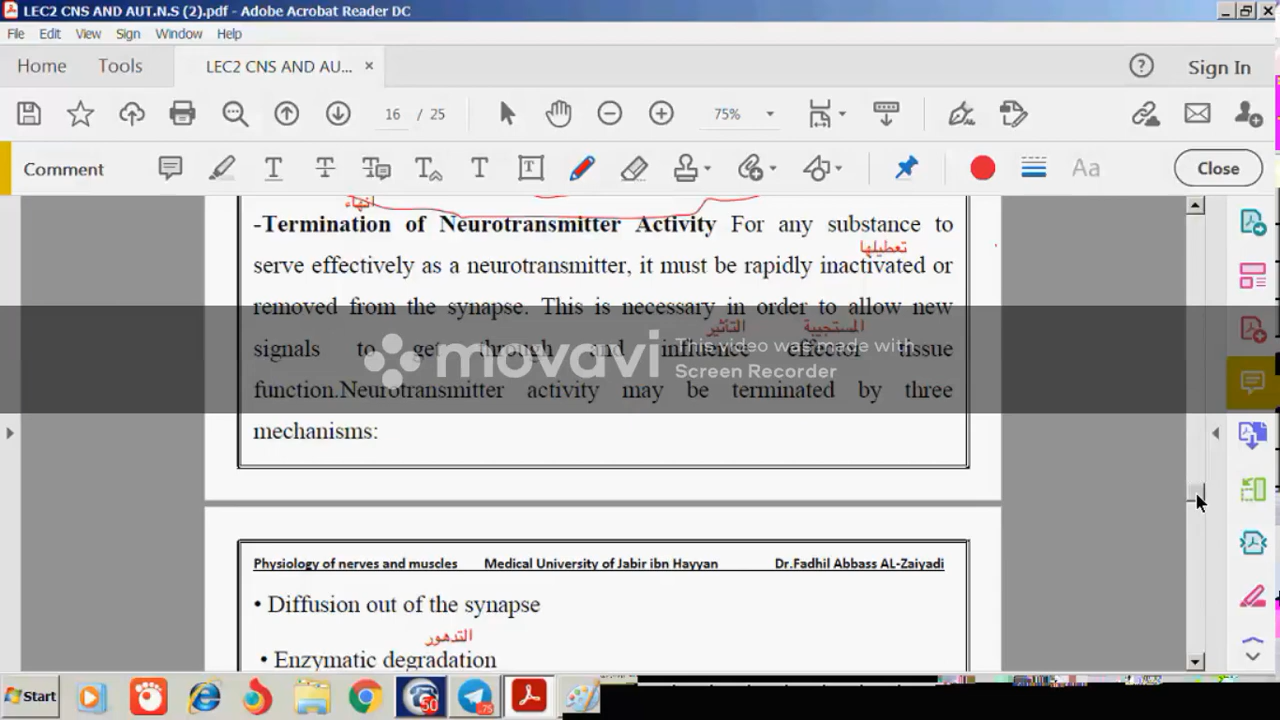 LEC2 CNS AND AUT.N.S (2).pdf - Adobe Acrobat Reader DC
File Edit View Sign Window Help
Home Tools LEC2 CNS AND AU... × Sign In
16 / 25 75%
Comment Close
انهاء
-Termination of Neurotransmitter Activity For any substance to
تعطيلها
serve effectively as a neurotransmitter, it must be rapidly inactivated or
removed from the synapse. This is necessary in order to allow new
التأثير المستجيبة
signals to get through and influence effector tissue
movavi This video was made with
Screen Recorder
function.Neurotransmitter activity may be terminated by three
mechanisms:
Physiology of nerves and muscles Medical University of Jabir ibn Hayyan Dr.Fadhil Abbass AL-Zaiyadi
• Diffusion out of the synapse
التدهور
• Enzymatic degradation
Start 50 75